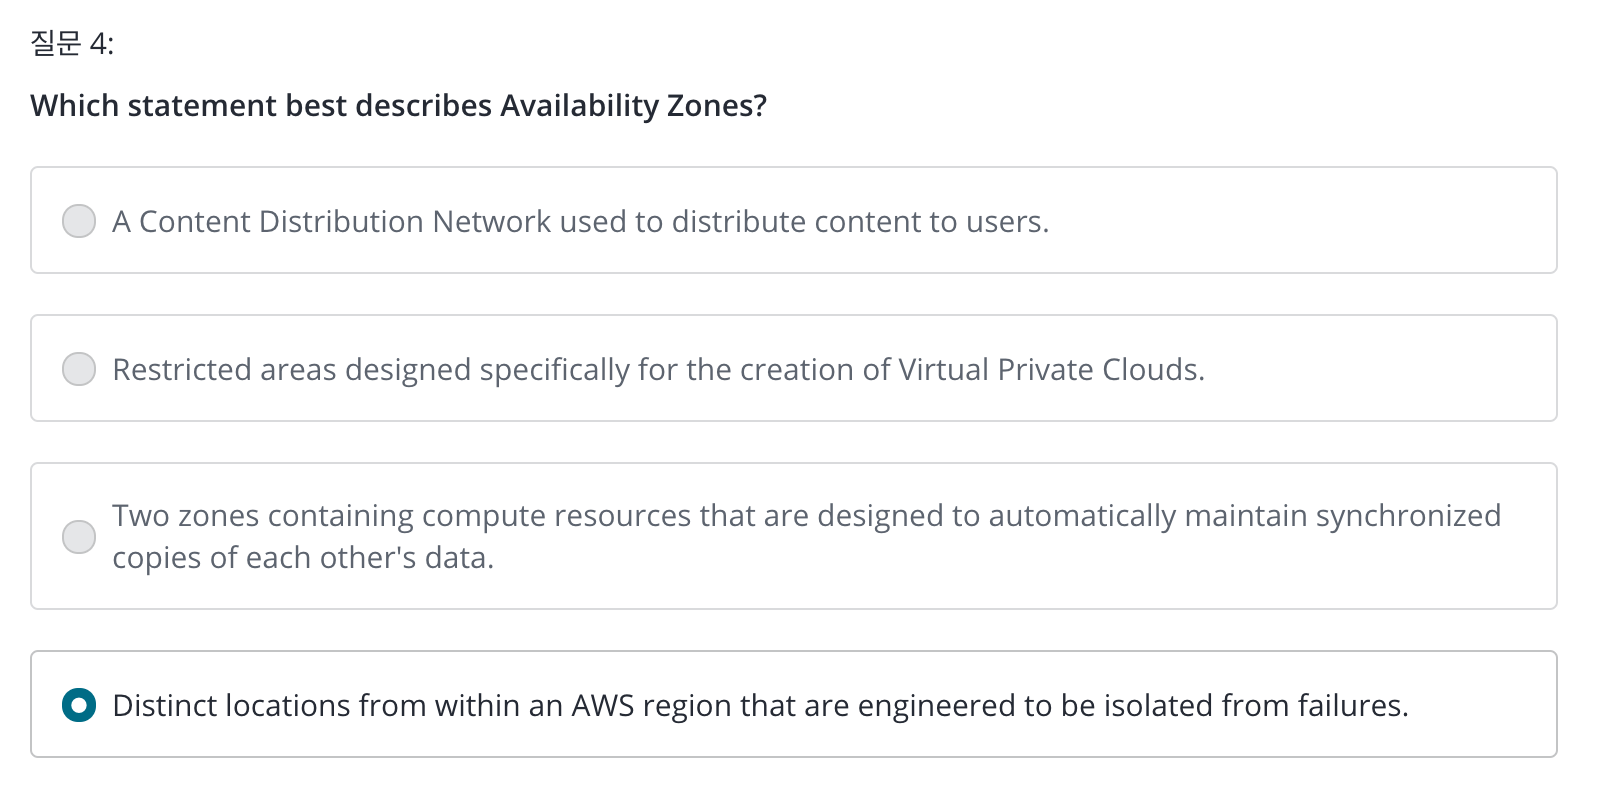 질문 4:
Which statement best describes Availability Zones?
A Content Distribution Network used to distribute content to users.
Restricted areas designed specifically for the creation of Virtual Private Clouds.
Two zones containing compute resources that are designed to automatically maintain synchronized
copies of each other's data.
Distinct locations from within an AWS region that are engineered to be isolated from failures.